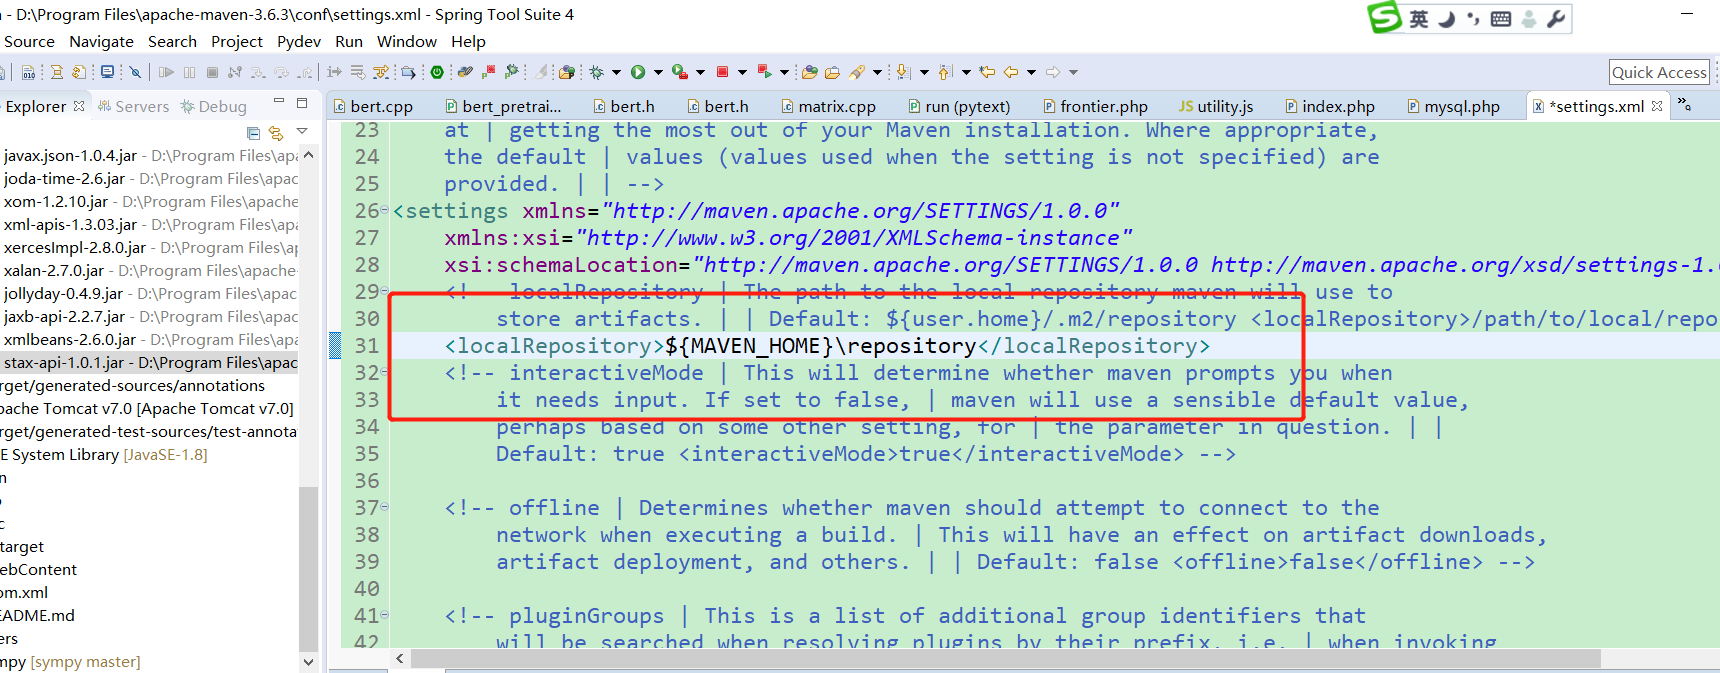 - D:\Program Files\apache-maven-3.6.3\conf\settings.xml - Spring Tool Suite 4
英
Source Navigate Search Project Pydev Run Window Help
Quick Access
Explorer Servers Debug
bert.cpp bert_pretrai... bert.h bert.h matrix.cpp run (pytext) frontier.php utility.js index.php mysql.php *settings.xml
javax.json-1.0.4.jar - D:\Program Files\apa
joda-time-2.6.jar - D:\Program Files\apac
xom-1.2.10.jar - D:\Program Files\apache
xml-apis-1.3.03.jar - D:\Program Files\apa
xercesImpl-2.8.0.jar - D:\Program Files\ap
xalan-2.7.0.jar - D:\Program Files\apache-
jollyday-0.4.9.jar - D:\Program Files\apac
jaxb-api-2.2.7.jar - D:\Program Files\apac
xmlbeans-2.6.0.jar - D:\Program Files\apa
stax-api-1.0.1.jar - D:\Program Files\apac
rget/generated-sources/annotations
pache Tomcat v7.0 [Apache Tomcat v7.0]
rget/generated-test-sources/test-annota
E System Library [JavaSE-1.8]
n
c
target
ebContent
om.xml
EADME.md
ers
mpy [sympy master]
23 at | getting the most out of your Maven installation. Where appropriate,
24 the default | values (values used when the setting is not specified) are
25 provided. | | -->
26 <settings xmlns="http://maven.apache.org/SETTINGS/1.0.0"
27 xmlns:xsi="http://www.w3.org/2001/XMLSchema-instance"
28 xsi:schemaLocation="http://maven.apache.org/SETTINGS/1.0.0 http://maven.apache.org/xsd/settings-1.0
29 <!-- localRepository | The path to the local repository maven will use to
30 store artifacts. | | Default: ${user.home}/.m2/repository <localRepository>/path/to/local/repo
31 <localRepository>${MAVEN_HOME}\repository</localRepository>
32 <!-- interactiveMode | This will determine whether maven prompts you when
33 it needs input. If set to false, | maven will use a sensible default value,
34 perhaps based on some other setting, for | the parameter in question. | |
35 Default: true <interactiveMode>true</interactiveMode> -->
36
37 <!-- offline | Determines whether maven should attempt to connect to the
38 network when executing a build. | This will have an effect on artifact downloads,
39 artifact deployment, and others. | | Default: false <offline>false</offline> -->
40
41 <!-- pluginGroups | This is a list of additional group identifiers that
42 will be searched when resolving plugins by their prefix, i.e. | when invoking